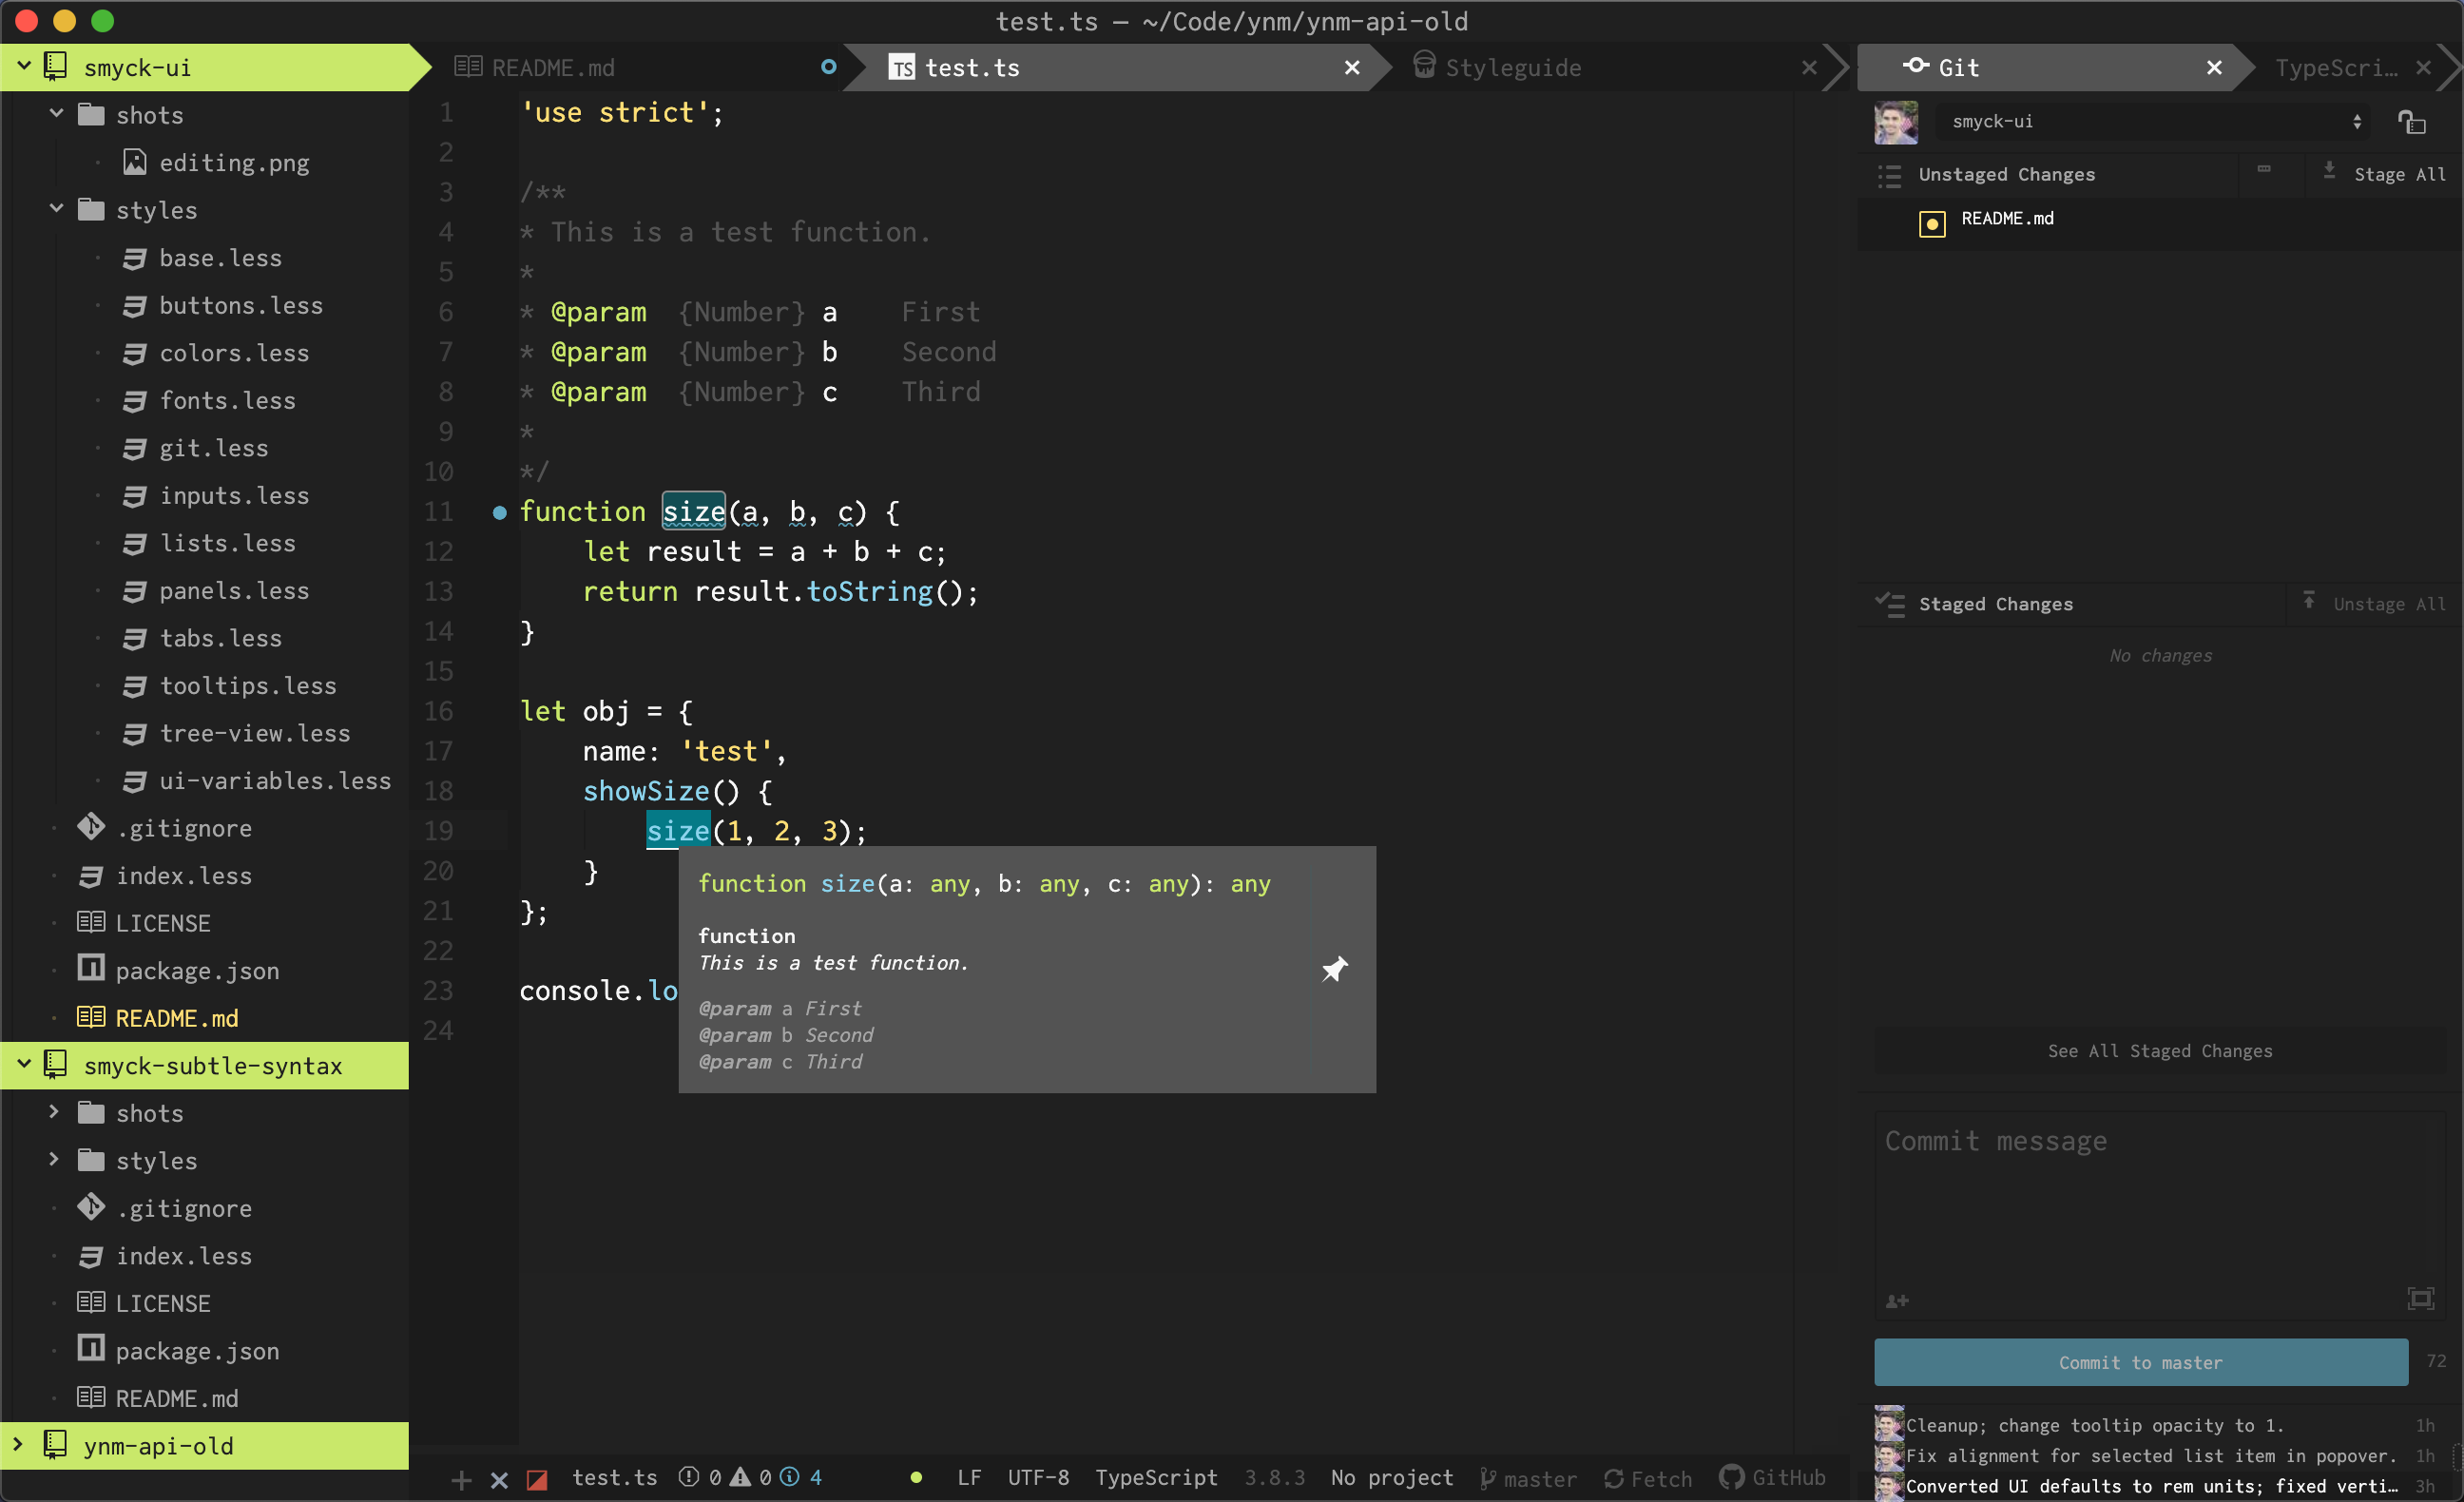 test.ts — ~/Code/ynm/ynm-api-old
smyck-ui
shots
editing.png
styles
base.less
buttons.less
colors.less
fonts.less
git.less
inputs.less
lists.less
panels.less
tabs.less
tooltips.less
tree-view.less
ui-variables.less
.gitignore
index.less
LICENSE
package.json
README.md
smyck-subtle-syntax
shots
styles
.gitignore
index.less
LICENSE
package.json
README.md
ynm-api-old
README.md
TS test.ts
Styleguide
1 'use strict';
2
3 /**
4 * This is a test function.
5 *
6 * @param {Number} a First
7 * @param {Number} b Second
8 * @param {Number} c Third
9 *
10 */
11 function size(a, b, c) {
12 let result = a + b + c;
13 return result.toString();
14 }
15
16 let obj = {
17 name: 'test',
18 showSize() {
19 size(1, 2, 3);
20 }
21 };
22
23 console.lo
24
function size(a: any, b: any, c: any): any
function
This is a test function.
@param a First
@param b Second
@param c Third
test.ts 0 0 4
LF UTF-8 TypeScript 3.8.3 No project master Fetch GitHub
Git
TypeScri…
smyck-ui
Unstaged Changes
Stage All
README.md
Staged Changes
Unstage All
No changes
See All Staged Changes
Commit message
Commit to master 72
Cleanup; change tooltip opacity to 1. 1h
Fix alignment for selected list item in popover. 1h
Converted UI defaults to rem units; fixed verti… 3h